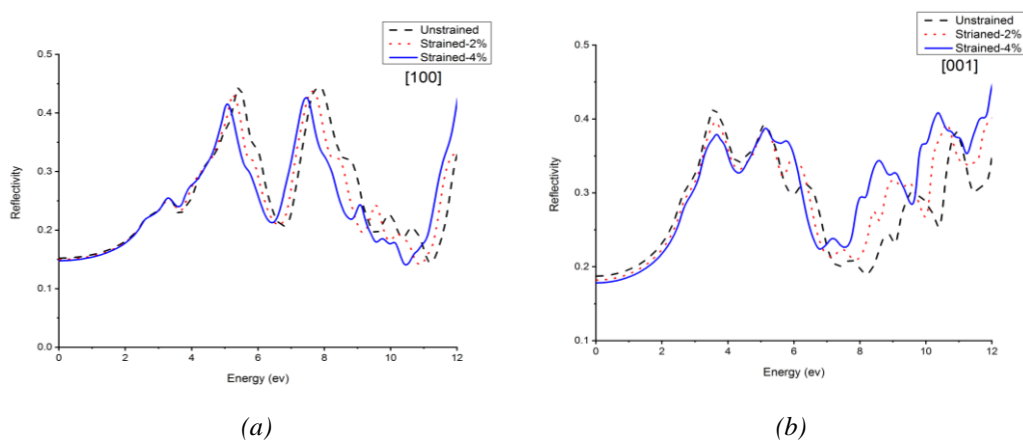 Unstrained
Strained-2%
Strained-4%
[100]
0.5
0.4
0.3
0.2
0.1
0.0
Reflectivity
0
2
4
6
8
10
12
Energy (ev)
(a)
Unstrained
Strianed-2%
Strained-4%
[001]
0.5
0.4
0.3
0.2
0.1
Reflectivity
0
2
4
6
8
10
12
Energy (ev)
(b)